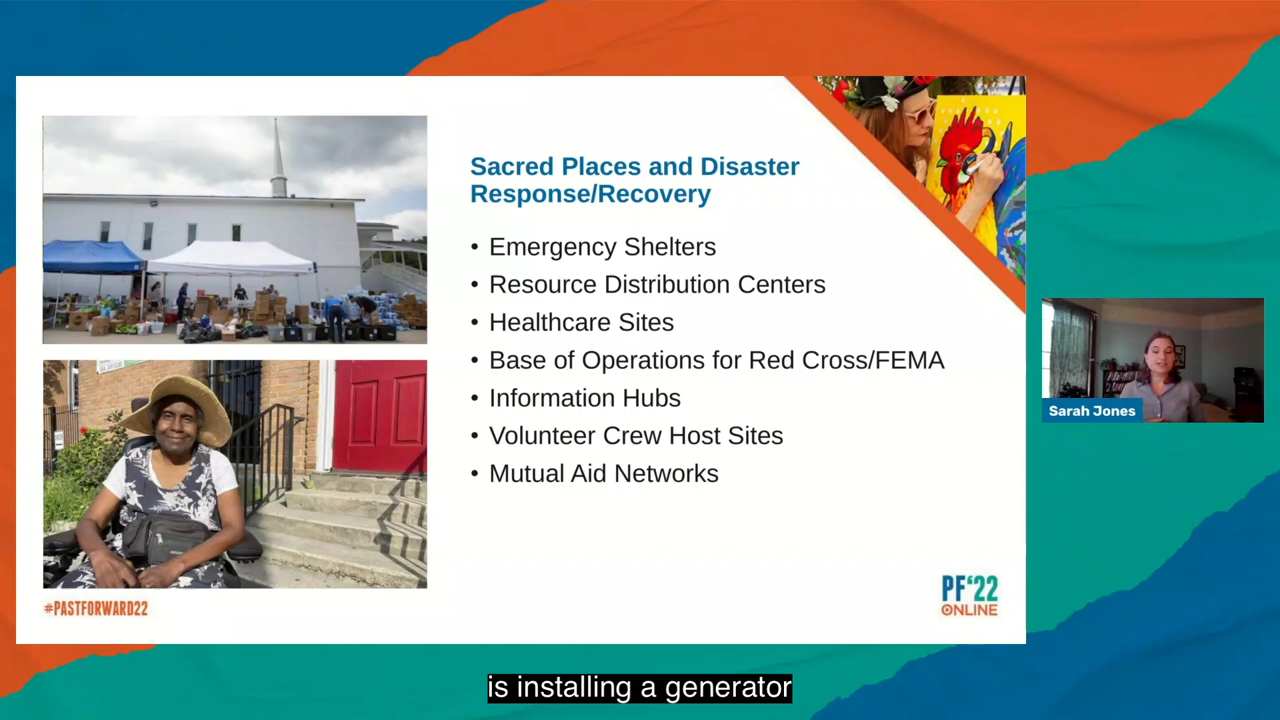 Sacred Places and Disaster
Response/Recovery
• Emergency Shelters
• Resource Distribution Centers
• Healthcare Sites
• Base of Operations for Red Cross/FEMA
• Information Hubs
• Volunteer Crew Host Sites
• Mutual Aid Networks
Sarah Jones
#PASTFORWARD22
PF‘22
ONLINE
is installing a generator